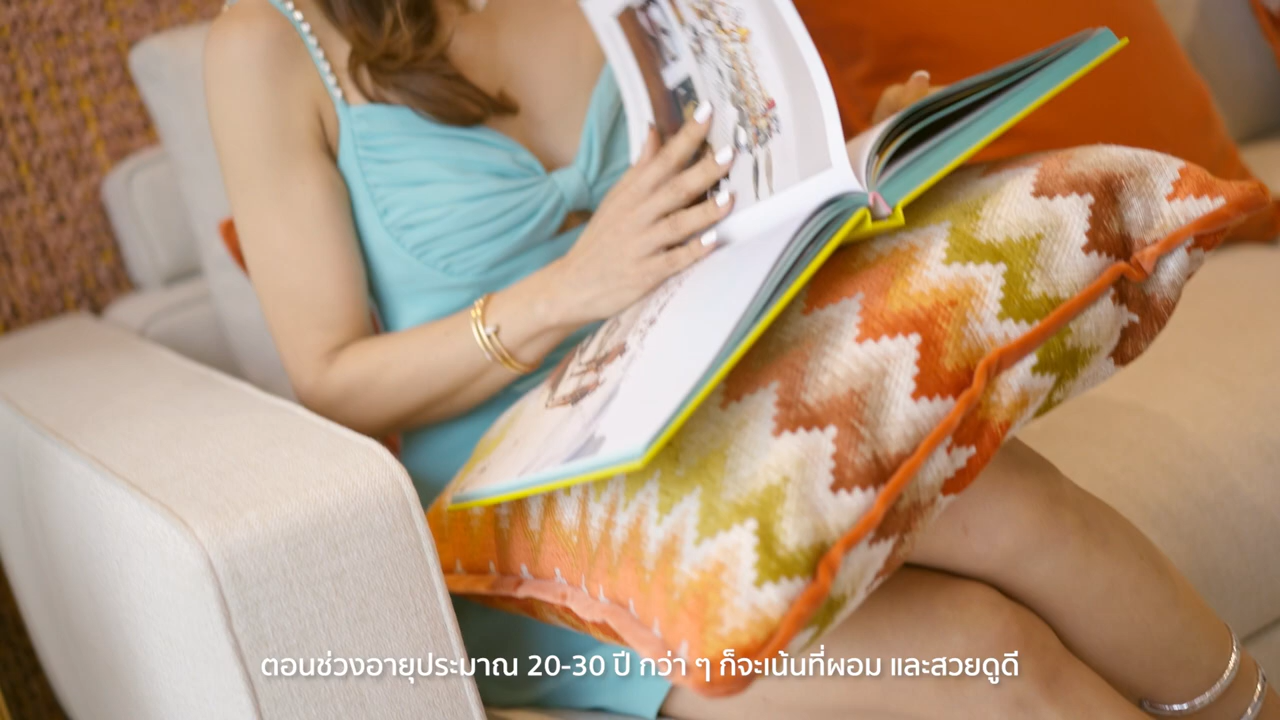 ตอนช่วงอายุประมาณ 20-30 ปี กว่า ๆ ก็จะเน้นที่ผอม และสวยดูดี